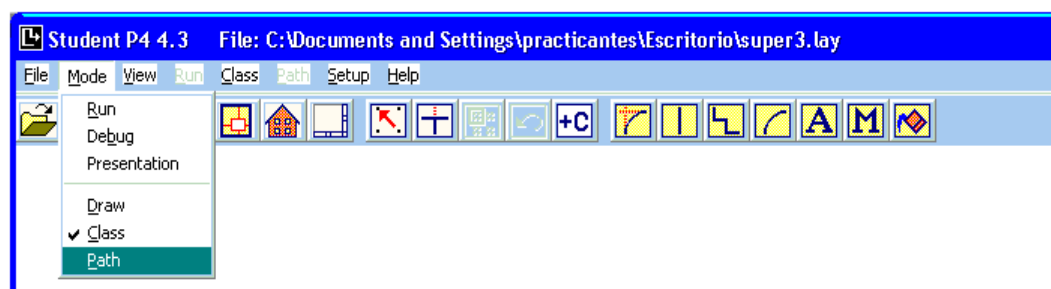 Student P4 4.3 File: C:\Documents and Settings\practicantes\Escritorio\super3.lay
File Mode View Run Class Path Setup Help
+C A M
Run
Debug
Presentation
Draw
Class
Path